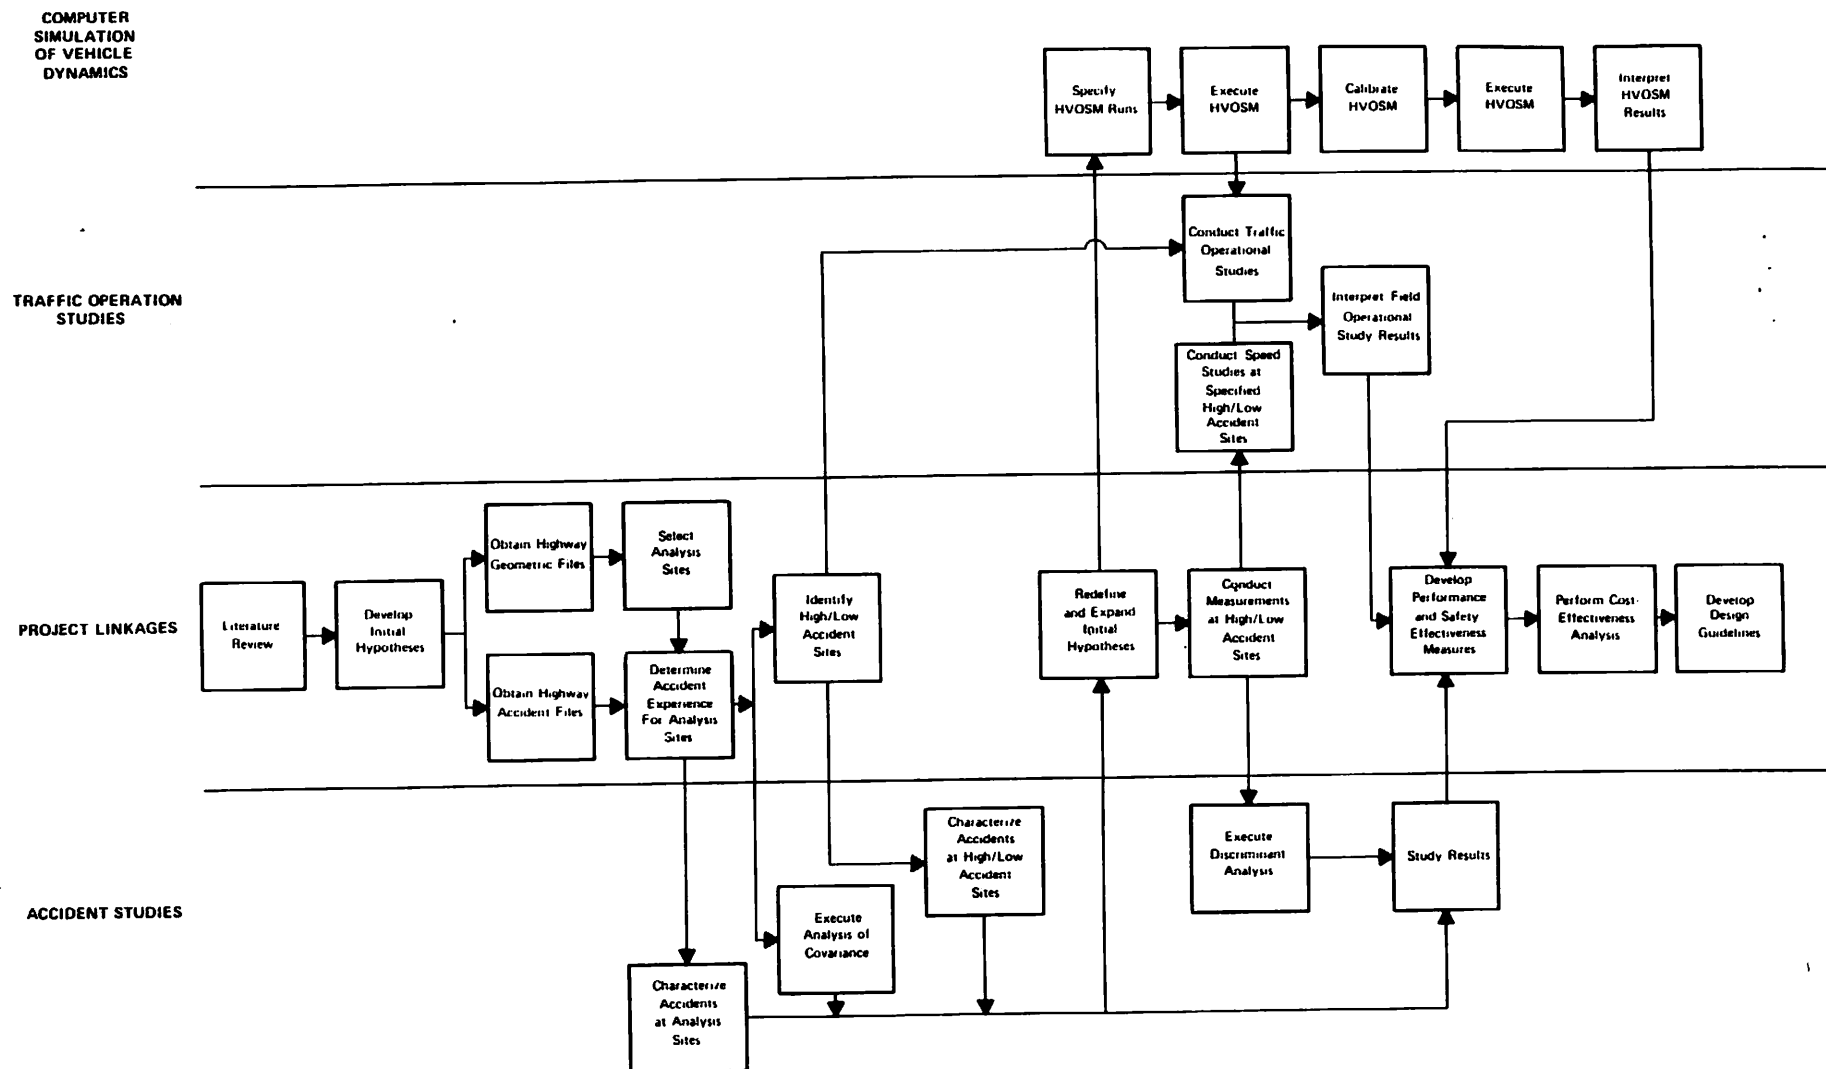 COMPUTER
SIMULATION
OF VEHICLE
DYNAMICS
Specify
HVOSM Runs
Execute
HVOSM
Calibrate
HVOSM
Execute
HVOSM
Interpret
HVOSM
Results
TRAFFIC OPERATION
STUDIES
Conduct Traffic
Operational
Studies
Interpret Field
Operational
Study Results
Conduct Speed
Studies at
Specified
High/Low
Accident
Sites
PROJECT LINKAGES
Literature
Review
Develop
Initial
Hypotheses
Obtain Highway
Geometric Files
Select
Analysis
Sites
Obtain Highway
Accident Files
Determine
Accident
Experience
For Analysis
Sites
Identify
High/Low
Accident
Sites
Redefine
and Expand
Initial
Hypotheses
Conduct
Measurements
at High/Low
Accident
Sites
Develop
Performance
and Safety
Effectiveness
Measures
Perform Cost-
Effectiveness
Analysis
Develop
Design
Guidelines
ACCIDENT STUDIES
Characterize
Accidents
at Analysis
Sites
Execute
Analysis of
Covariance
Characterize
Accidents
at High/Low
Accident
Sites
Execute
Discriminant
Analysis
Study Results